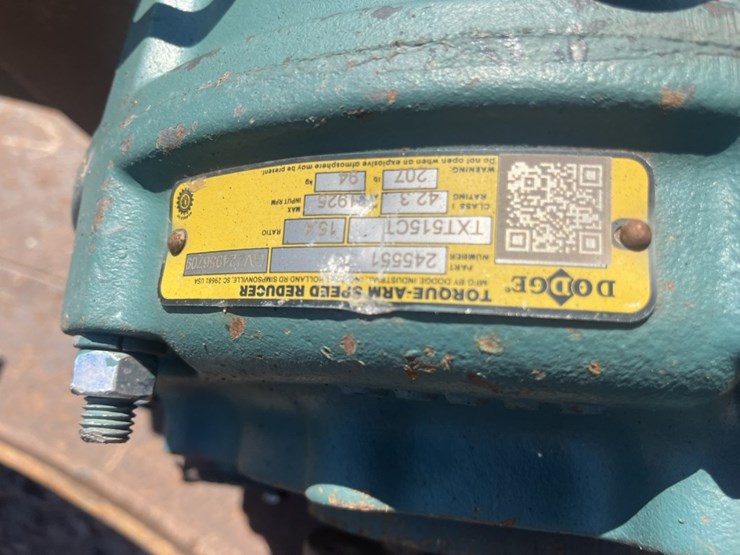 DODGE®
TORQUE-ARM SPEED REDUCER
MFG BY DODGE INDUSTRIAL, INC. HOLLAND RD SIMPSONVILLE, SC 29681 USA
PART NUMBER 245551
TXT515CT RATIO 15.4
CLASS I RATING 42.3 MAX INPUT RPM 1925
207 lb 94 kg
WARNING: Do not open when an explosive atmosphere may be present